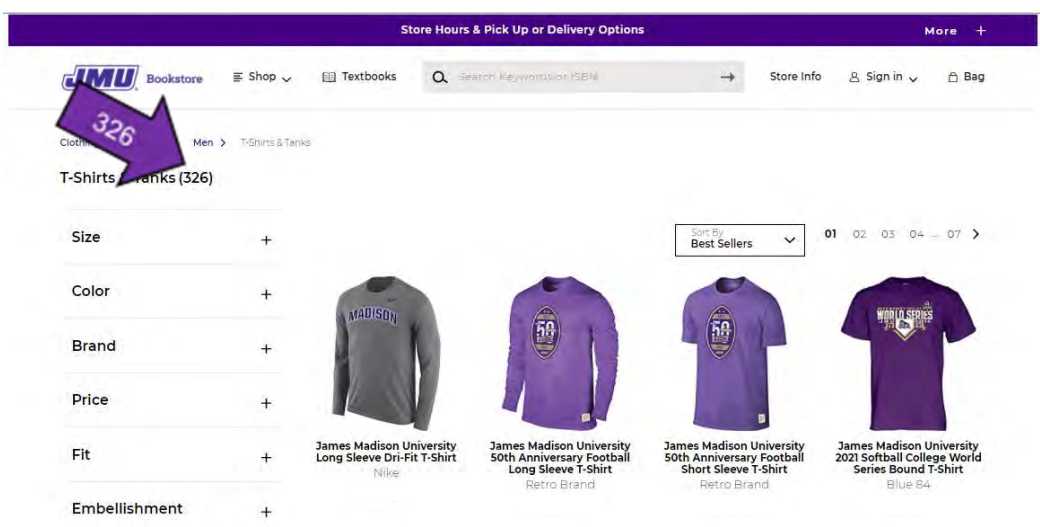 Store Hours & Pick Up or Delivery Options
More +
JMU Bookstore
Shop
Textbooks
Search Keywords or ISBN
Store Info
Sign in
Bag
326
Men > T-Shirts & Tanks
T-Shirts & Tanks (326)
Size +
Color +
Brand +
Price +
Fit +
Embellishment +
Sort By
Best Sellers
01 02 03 04 … 07 >
MADISON
50
50
WORLD SERIES
James Madison University
Long Sleeve Dri-Fit T-Shirt
Nike
James Madison University
50th Anniversary Football
Long Sleeve T-Shirt
Retro Brand
James Madison University
50th Anniversary Football
Short Sleeve T-Shirt
Retro Brand
James Madison University
2021 Softball College World
Series Bound T-Shirt
Blue 84